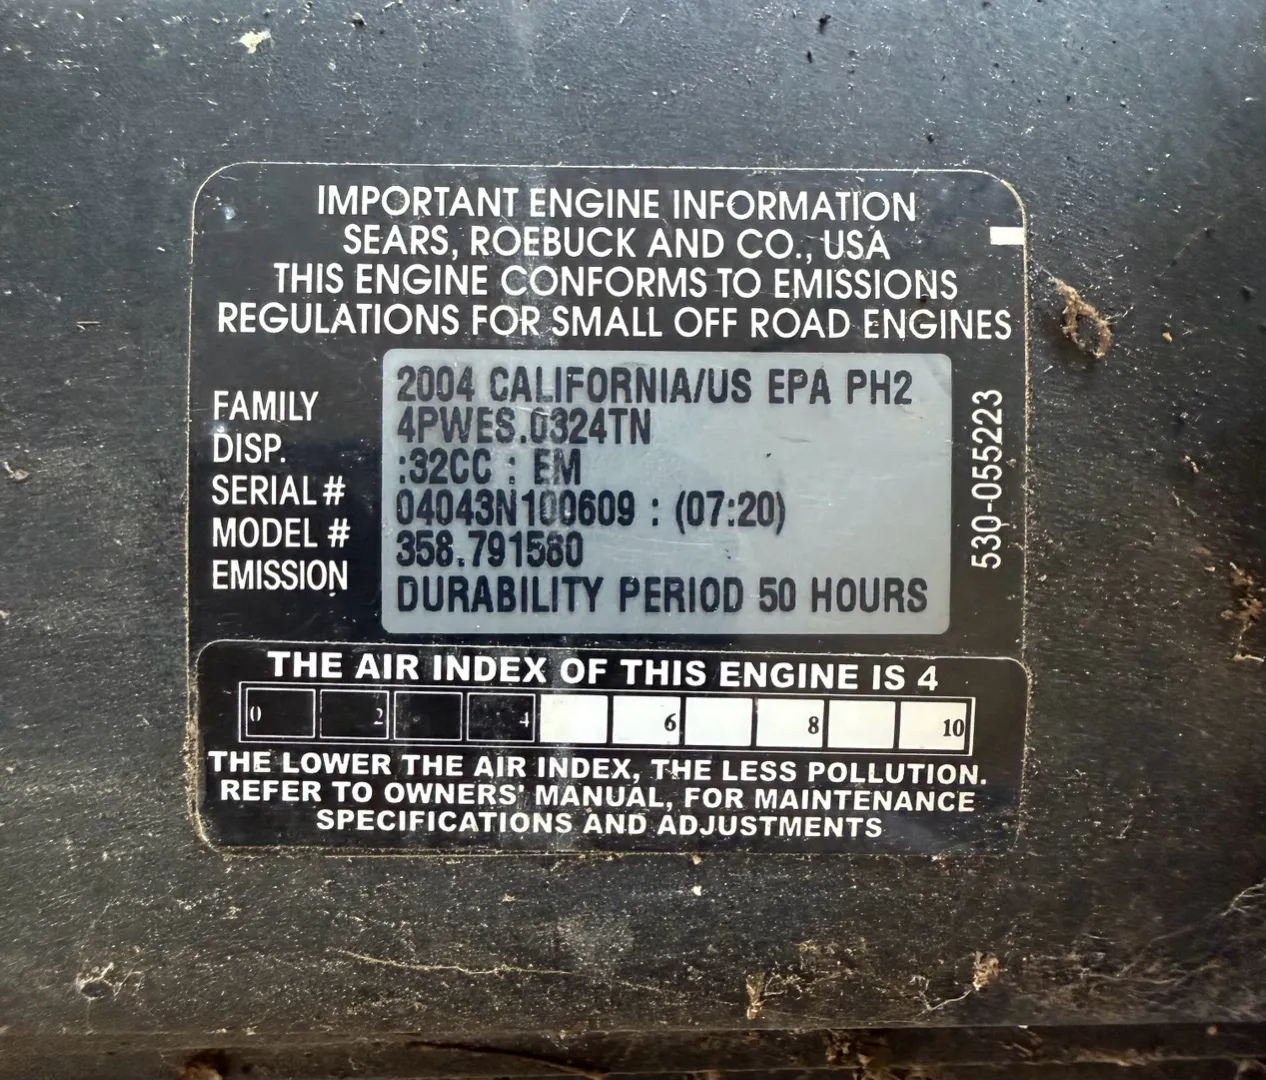 IMPORTANT ENGINE INFORMATION
SEARS, ROEBUCK AND CO., USA
THIS ENGINE CONFORMS TO EMISSIONS
REGULATIONS FOR SMALL OFF ROAD ENGINES
2004 CALIFORNIA/US EPA PH2
FAMILY 4PWES.0324TN
DISP. :32CC : EM
SERIAL # 04043N100609 : (07:20)
MODEL # 358.791580
EMISSION DURABILITY PERIOD 50 HOURS
530-055223
THE AIR INDEX OF THIS ENGINE IS 4
0 2 4 6 8 10
THE LOWER THE AIR INDEX, THE LESS POLLUTION.
REFER TO OWNERS' MANUAL, FOR MAINTENANCE
SPECIFICATIONS AND ADJUSTMENTS